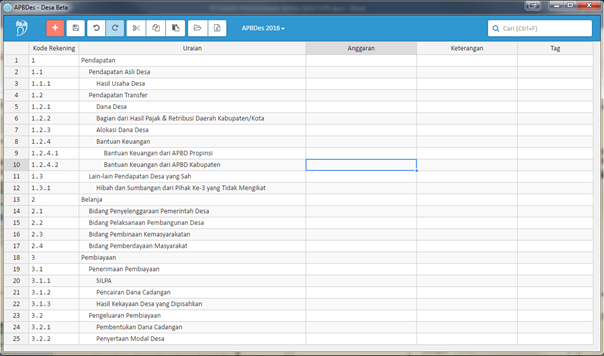 APBDes - Desa Beta
APBDes 2016
Cari (Ctrl+F)
Kode Rekening Uraian Anggaran Keterangan Tag
1 1 Pendapatan
2 1.1 Pendapatan Asli Desa
3 1.1.1 Hasil Usaha Desa
4 1.2 Pendapatan Transfer
5 1.2.1 Dana Desa
6 1.2.2 Bagian dari Hasil Pajak & Retribusi Daerah Kabupaten/Kota
7 1.2.3 Alokasi Dana Desa
8 1.2.4 Bantuan Keuangan
9 1.2.4.1 Bantuan Keuangan dari APBD Propinsi
10 1.2.4.2 Bantuan Keuangan dari APBD Kabupaten
11 1.3 Lain-lain Pendapatan Desa yang Sah
12 1.3.1 Hibah dan Sumbangan dari Pihak Ke-3 yang Tidak Mengikat
13 2 Belanja
14 2.1 Bidang Penyelenggaraan Pemerintah Desa
15 2.2 Bidang Pelaksanaan Pembangunan Desa
16 2.3 Bidang Pembinaan Kemasyarakatan
17 2.4 Bidang Pemberdayaan Masyarakat
18 3 Pembiayaan
19 3.1 Penerimaan Pembiayaan
20 3.1.1 SILPA
21 3.1.2 Pencairan Dana Cadangan
22 3.1.3 Hasil Kekayaan Desa yang Dipisahkan
23 3.2 Pengeluaran Pembiayaan
24 3.2.1 Pembentukan Dana Cadangan
25 3.2.2 Penyertaan Modal Desa